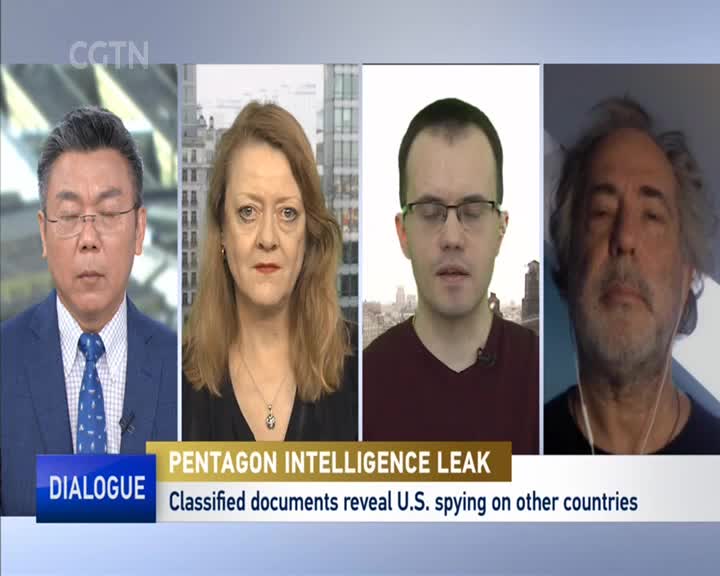 CGTN
PENTAGON INTELLIGENCE LEAK
DIALOGUE
Classified documents reveal U.S. spying on other countries